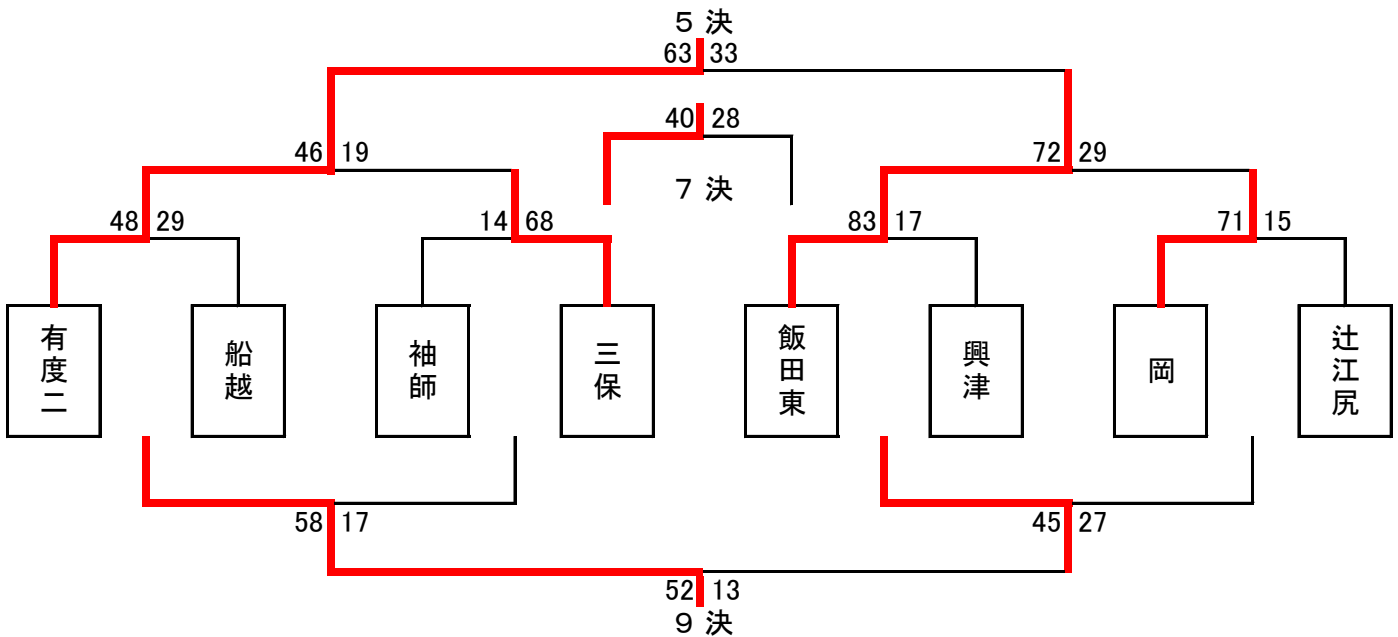 ５ 決
63 33
40 28
46 19
72 29
７ 決
48 29
14 68
83 17
71 15
有度二
船越
袖師
三保
飯田東
興津
岡
辻江尻
58 17
45 27
52 13
９ 決